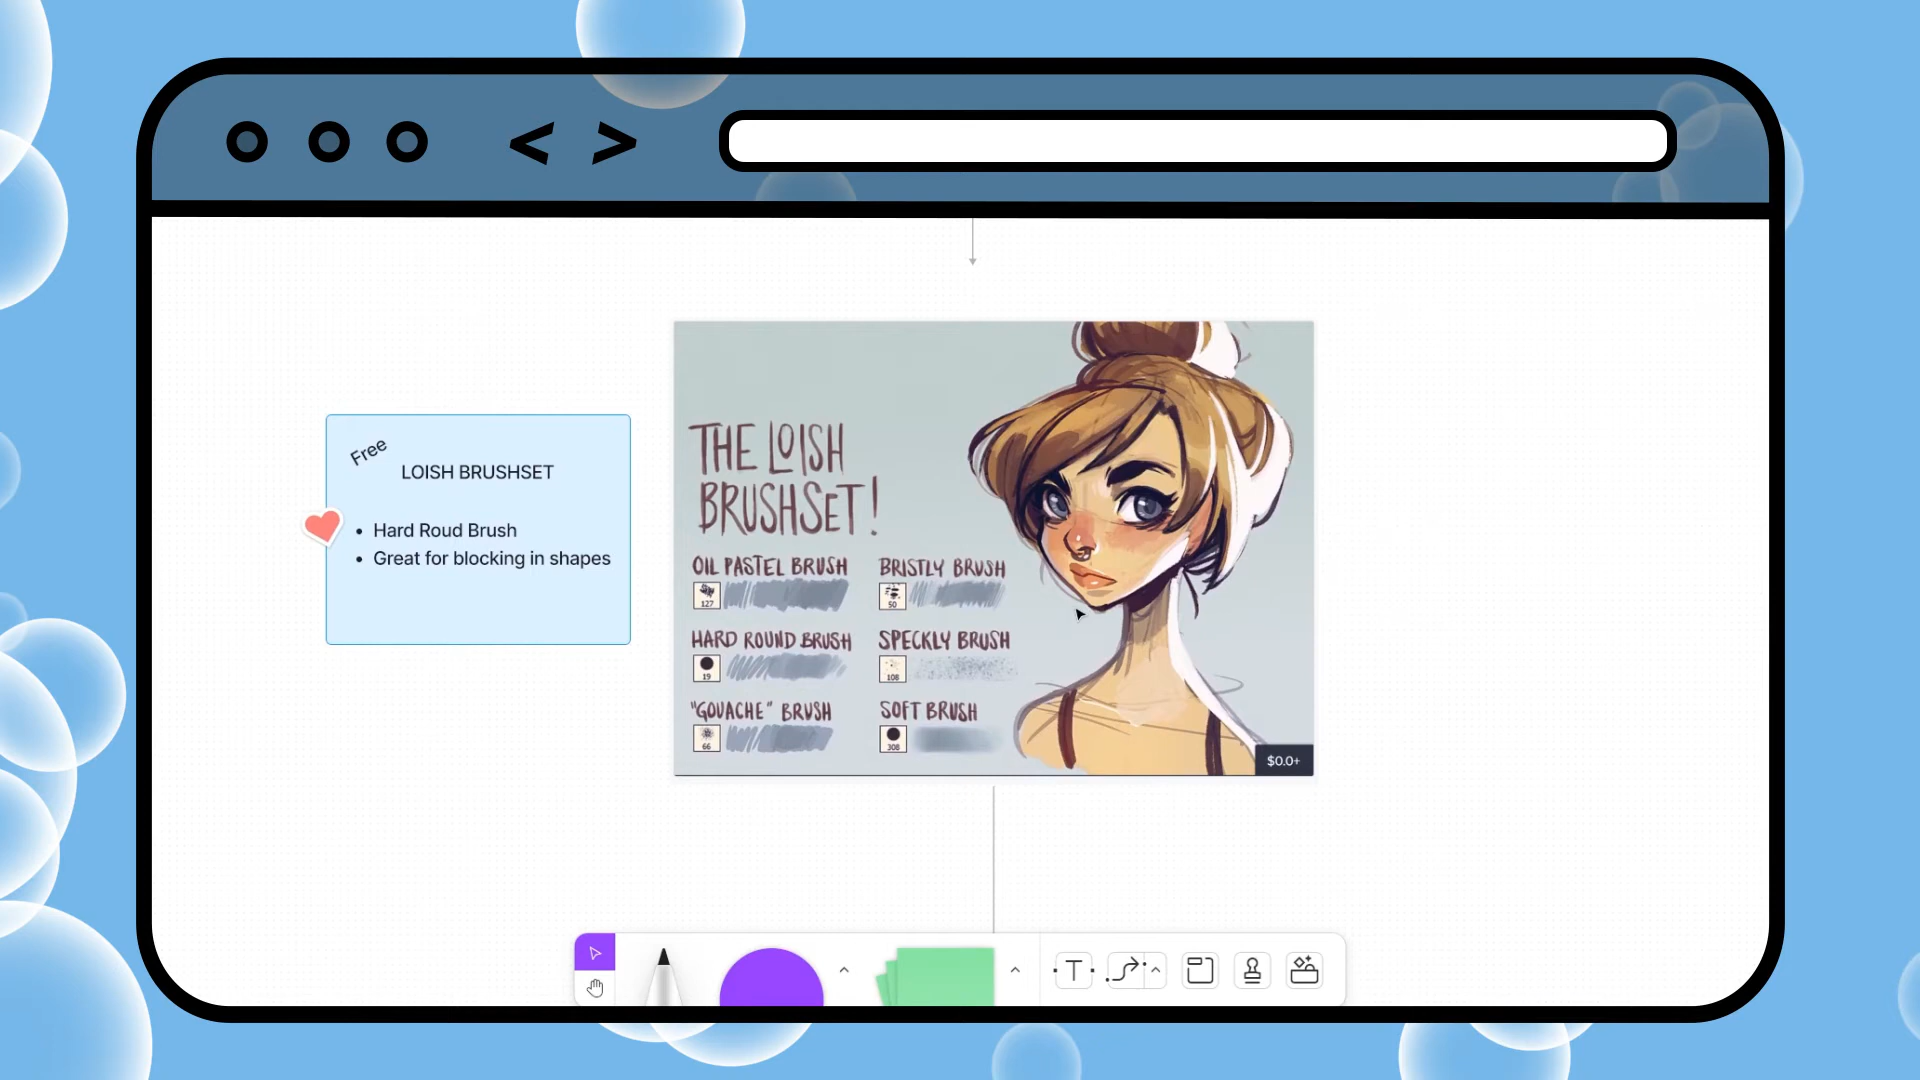 Free
LOISH BRUSHSET
Hard Roud Brush
Great for blocking in shapes
THE LOISH
BRUSHSET!
OIL PASTEL BRUSH
127
BRISTLY BRUSH
50
HARD ROUND BRUSH
19
SPECKLY BRUSH
108
"GOUACHE" BRUSH
66
SOFT BRUSH
308
$0.0+
T